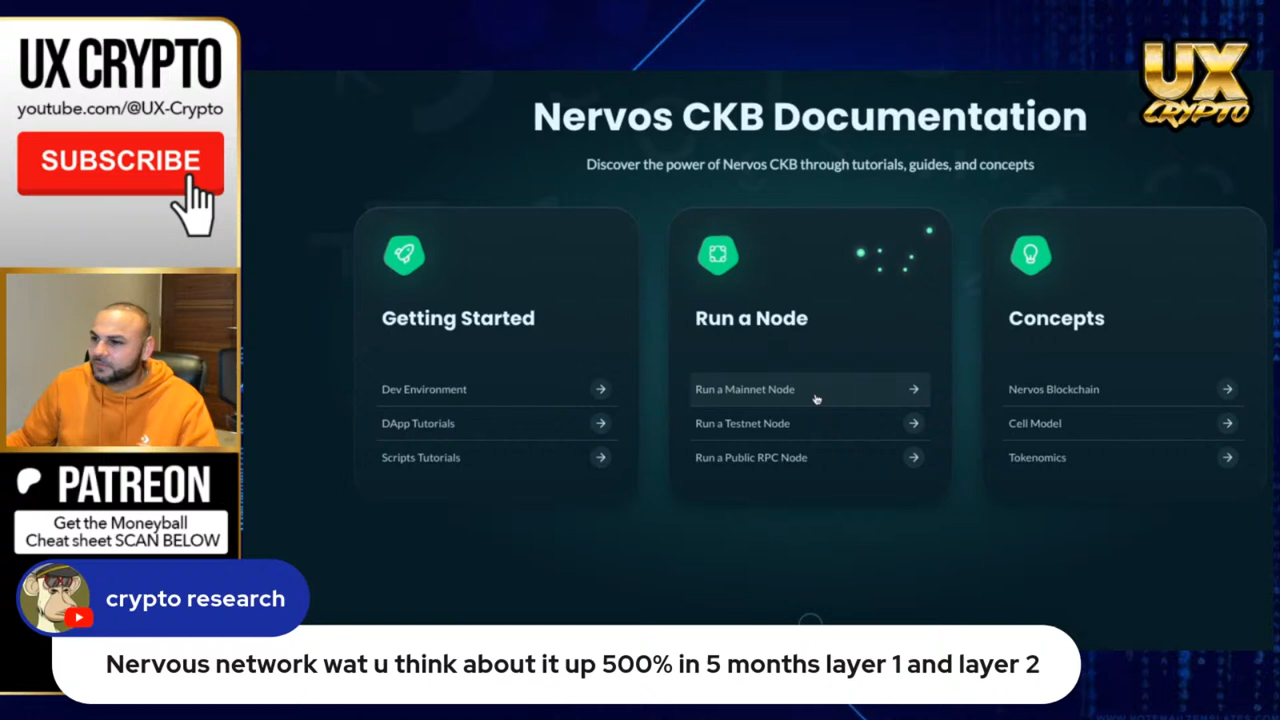 UX CRYPTO
youtube.com/@UX-Crypto
SUBSCRIBE
PATREON
Get the Moneyball
Cheat sheet SCAN BELOW
UX
CRYPTO
Nervos CKB Documentation
Discover the power of Nervos CKB through tutorials, guides, and concepts
Getting Started
Dev Environment
DApp Tutorials
Scripts Tutorials
Run a Node
Run a Mainnet Node
Run a Testnet Node
Run a Public RPC Node
Concepts
Nervos Blockchain
Cell Model
Tokenomics
crypto research
Nervous network wat u think about it up 500% in 5 months layer 1 and layer 2